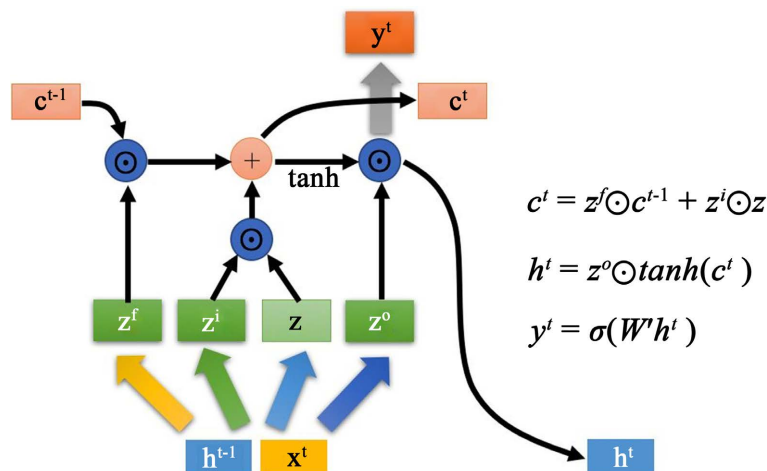 y^t
c^{t-1}
c^t
⊙ + ⊙
tanh
⊙
z^f z^i z z^o
h^{t-1} x^t h^t
c^t = z^f⊙c^{t-1} + z^i⊙z
h^t = z^o⊙tanh(c^t)
y^t = σ(W'h^t)